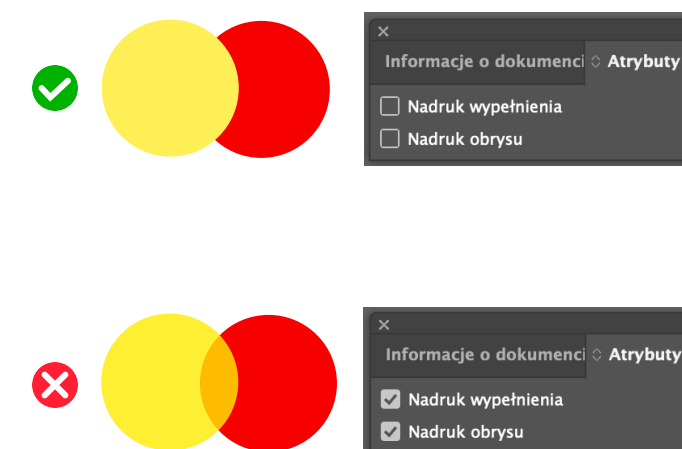 Informacje o dokumenci Atrybuty
Nadruk wypełnienia
Nadruk obrysu
Informacje o dokumenci Atrybuty
Nadruk wypełnienia
Nadruk obrysu